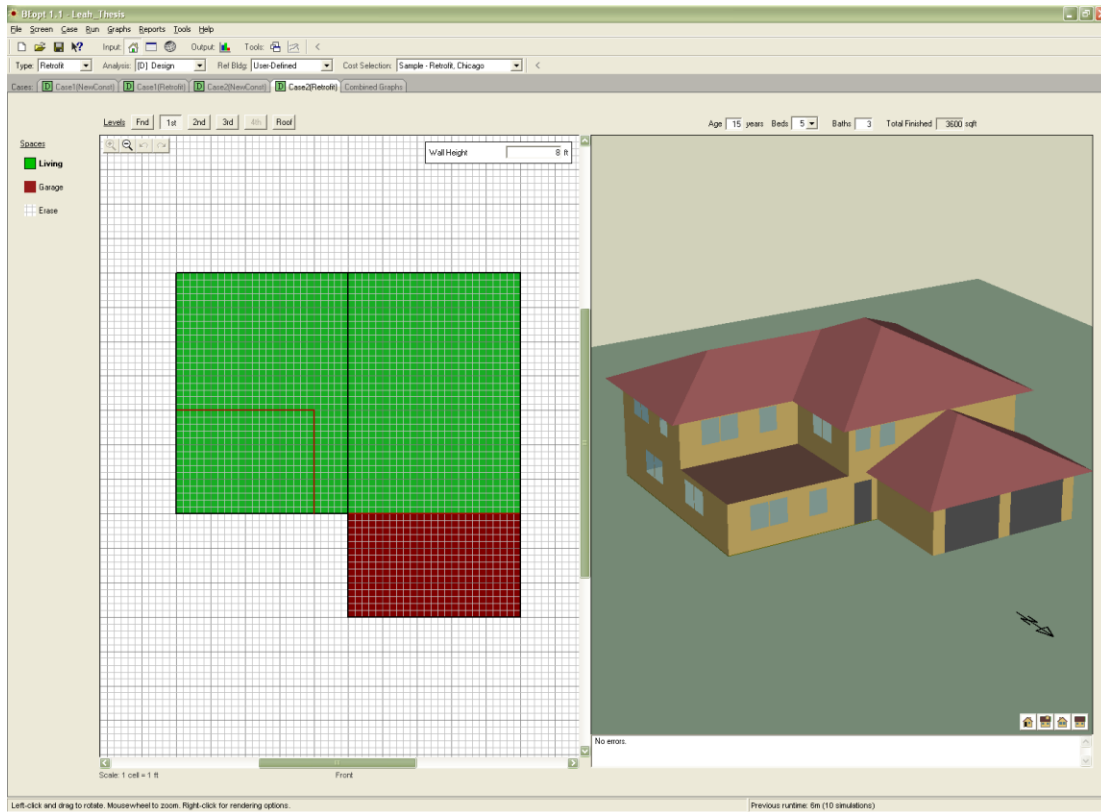 BEopt 1.1 - Leah_Thesis
File Screen Case Run Graphs Reports Tools Help
Input: Output: Tools: <
Type: Retrofit Analysis: [D] Design Ref Bldg: User-Defined Cost Selection: Sample - Retrofit, Chicago <
Cases: D Case1(NewConst) D Case1(Retrofit) D Case2(NewConst) D Case2(Retrofit) Combined Graphs
Levels Fnd 1st 2nd 3rd 4th Roof Age 15 years Beds 5 Baths 3 Total Finished 3600 sqft
Spaces
Living
Garage
Erase
Wall Height 8 ft
N
No errors.
Scale: 1 cell = 1 ft Front
Left-click and drag to rotate. Mousewheel to zoom. Right-click for rendering options. Previous runtime: 6m (10 simulations)